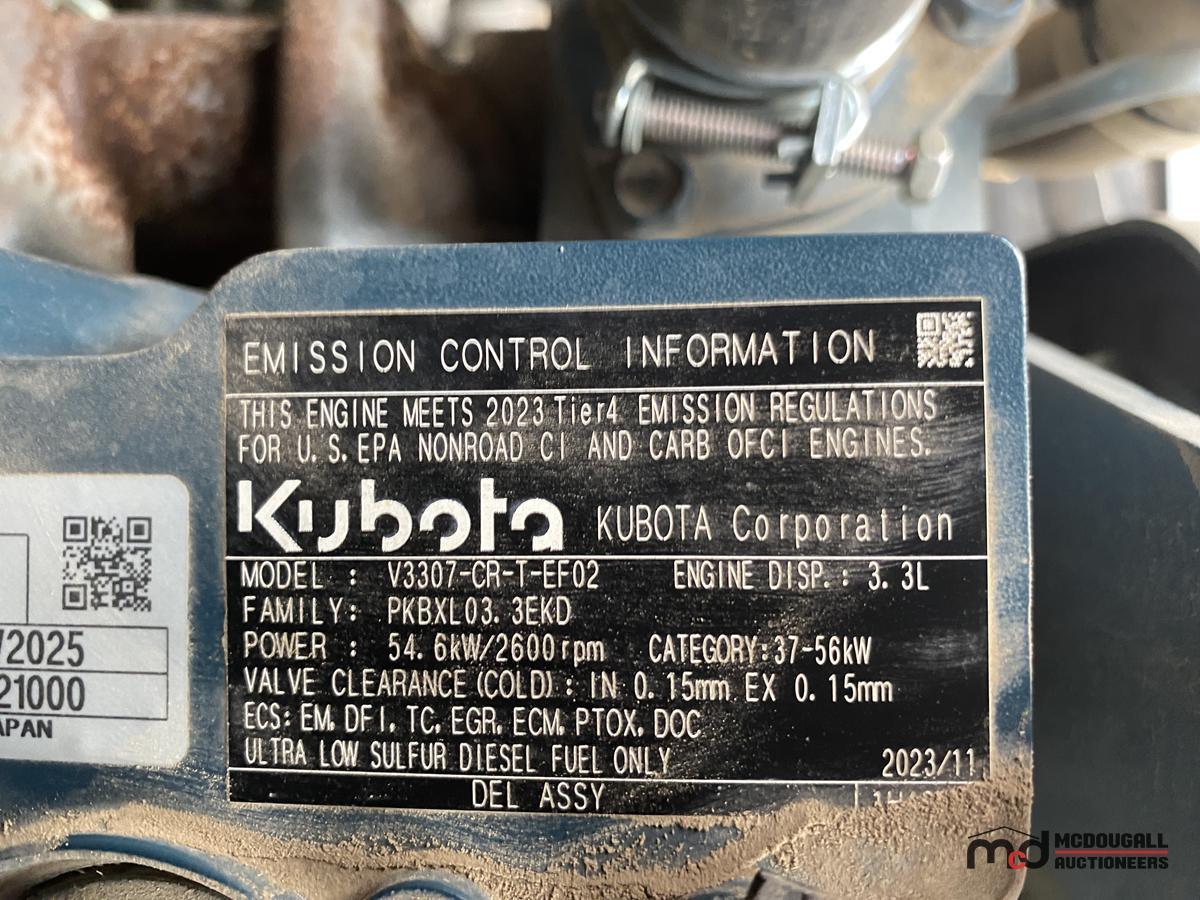 EMISSION CONTROL INFORMATION
THIS ENGINE MEETS 2023 Tier4 EMISSION REGULATIONS
FOR U.S.EPA NONROAD CI AND CARB OFCI ENGINES.
Kubota KUBOTA Corporation
MODEL : V3307-CR-T-EF02 ENGINE DISP.: 3.3L
FAMILY: PKBXL03.3EKD
POWER : 54.6kW/2600rpm CATEGORY:37-56kW
VALVE CLEARANCE(COLD): IN 0.15mm EX 0.15mm
ECS: EM, DFI, TC, EGR, ECM, PTOX, DOC
ULTRA LOW SULFUR DIESEL FUEL ONLY 2023/11
DEL ASSY
/2025
21000
APAN
mcd MCDOUGALL
AUCTIONEERS